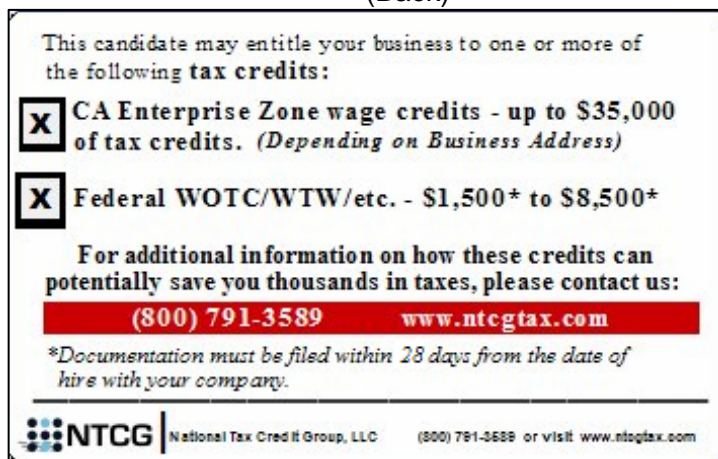 (Back)
This candidate may entitle your business to one or more of
the following tax credits:
X CA Enterprise Zone wage credits - up to $35,000
of tax credits. (Depending on Business Address)
X Federal WOTC/WTW/etc. - $1,500* to $8,500*
For additional information on how these credits can
potentially save you thousands in taxes, please contact us:
(800) 791-3589 www.ntcgtax.com
*Documentation must be filed within 28 days from the date of
hire with your company.
NTCG National Tax Credit Group, LLC (800) 791-3589 or visit www.ntcgtax.com